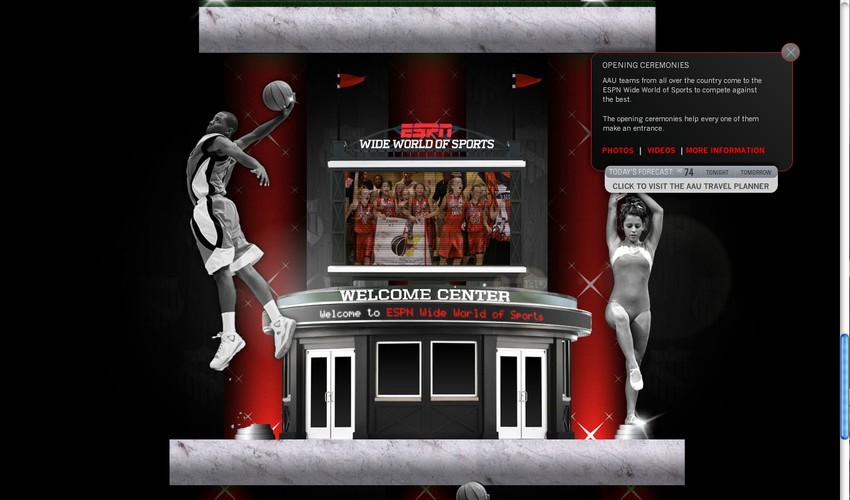 OPENING CEREMONIES
AAU teams from all over the country come to the
ESPN Wide World of Sports to compete against
the best.
The opening ceremonies help every one of them
make an entrance.
PHOTOS | VIDEOS | MORE INFORMATION
TODAY'S FORECAST 74 TONIGHT TOMORROW
CLICK TO VISIT THE AAU TRAVEL PLANNER
ESPN
WIDE WORLD OF SPORTS
WELCOME CENTER
Welcome to ESPN Wide World of Sports